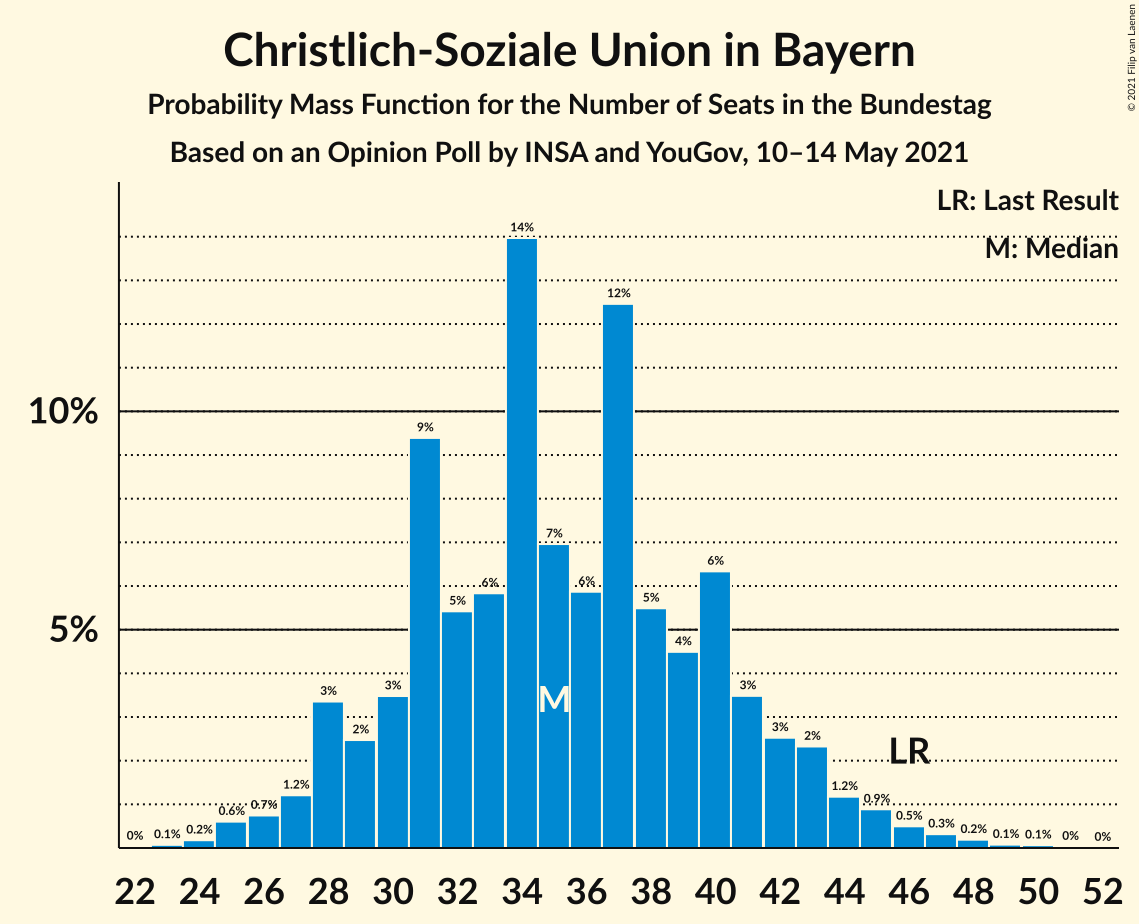 Christlich-Soziale Union in Bayern
Probability Mass Function for the Number of Seats in the Bundestag
Based on an Opinion Poll by INSA and YouGov, 10–14 May 2021
© 2021 Filip van Laenen
LR: Last Result
M: Median
10%
5%
0% 0.1% 0.2% 0.6% 0.7% 1.2% 3% 2% 3% 9% 5% 6% 14% 7% 6% 12% 5% 4% 6% 3% 3% 2% 1.2% 0.9% 0.5% 0.3% 0.2% 0.1% 0.1% 0% 0%
M
LR
22 24 26 28 30 32 34 36 38 40 42 44 46 48 50 52